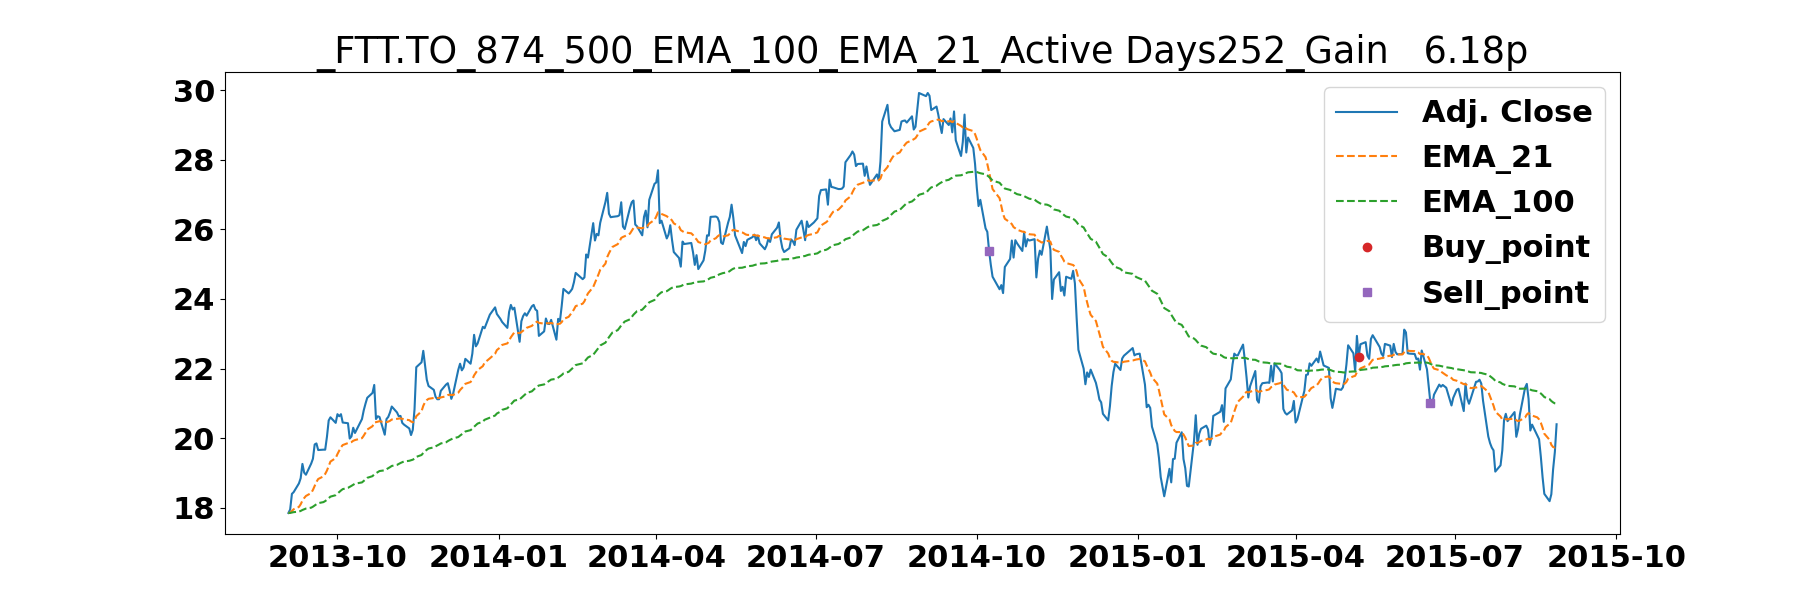 _FTT.TO_874_500_EMA_100_EMA_21_Active Days252_Gain   6.18p
30
28
26
24
22
20
18
Adj. Close
EMA_21
EMA_100
Buy_point
Sell_point
2013-10 2014-01 2014-04 2014-07 2014-10 2015-01 2015-04 2015-07 2015-10